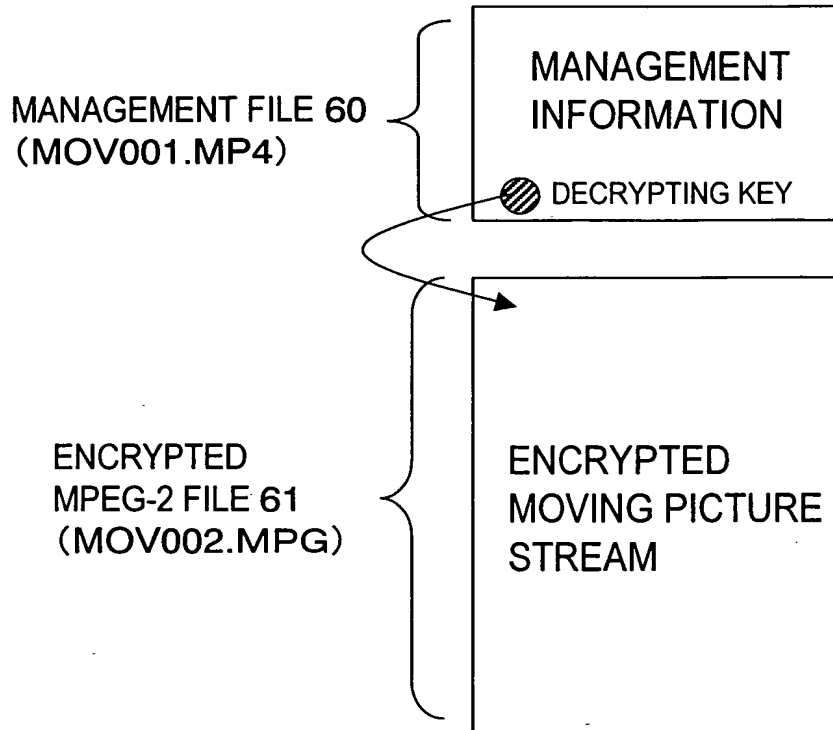 MANAGEMENT
INFORMATION
MANAGEMENT FILE 60
(MOV001.MP4)
DECRYPTING KEY
ENCRYPTED
MPEG-2 FILE 61
(MOV002.MPG)
ENCRYPTED
MOVING PICTURE
STREAM